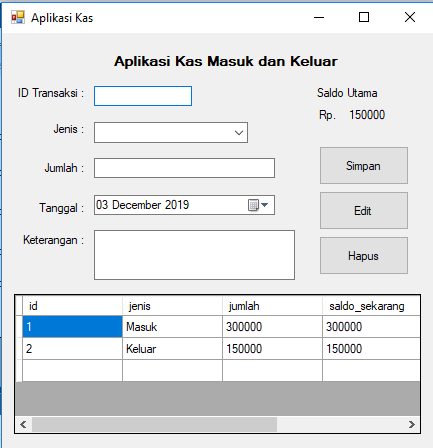 Aplikasi Kas
Aplikasi Kas Masuk dan Keluar
ID Transaksi :
Saldo Utama
Rp. 150000
Jenis :
Simpan
Jumlah :
Tanggal : 03 December 2019
Edit
Keterangan :
Hapus
id jenis jumlah saldo_sekarang
1 Masuk 300000 300000
2 Keluar 150000 150000